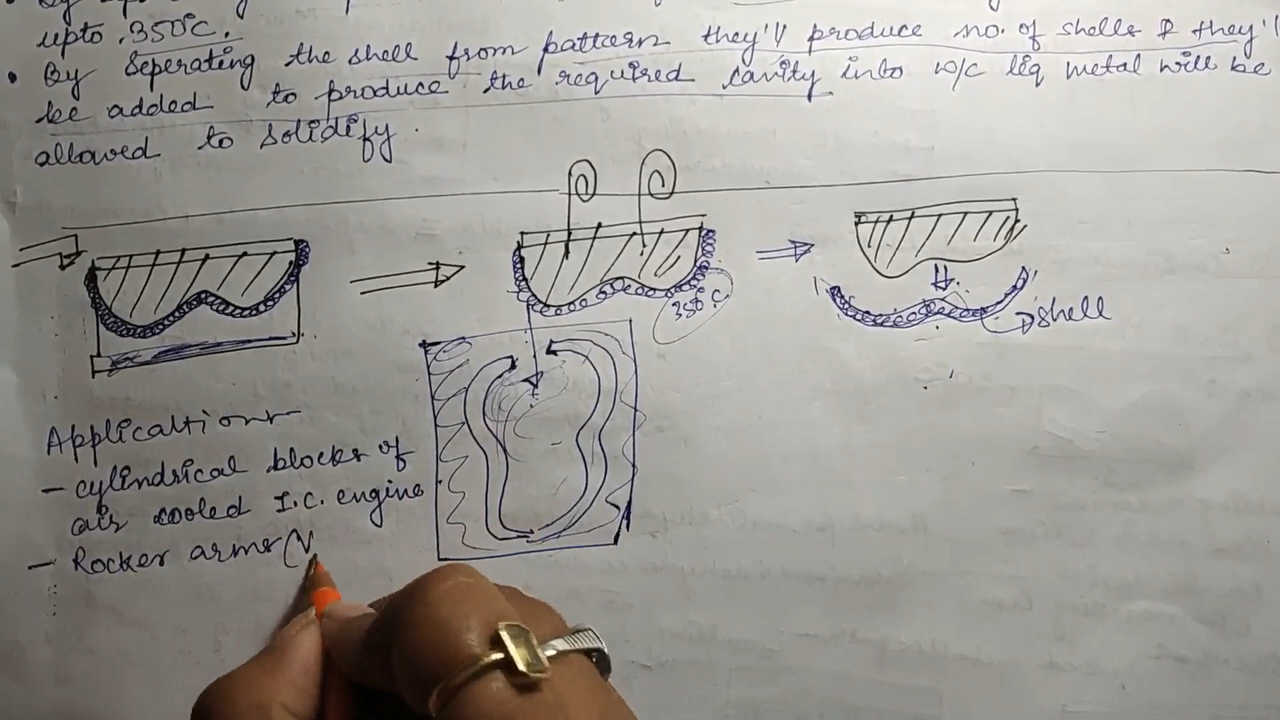 upto 350°C.
• By Seperating the shell from pattern they'll produce no. of shells & they'll
be added to produce the required cavity into w/c liq metal will be
allowed to solidify.
350°C
shell
Applicaltions
- cylindrical blocks of
air cooled I.C. engine
- Rocker arms (V